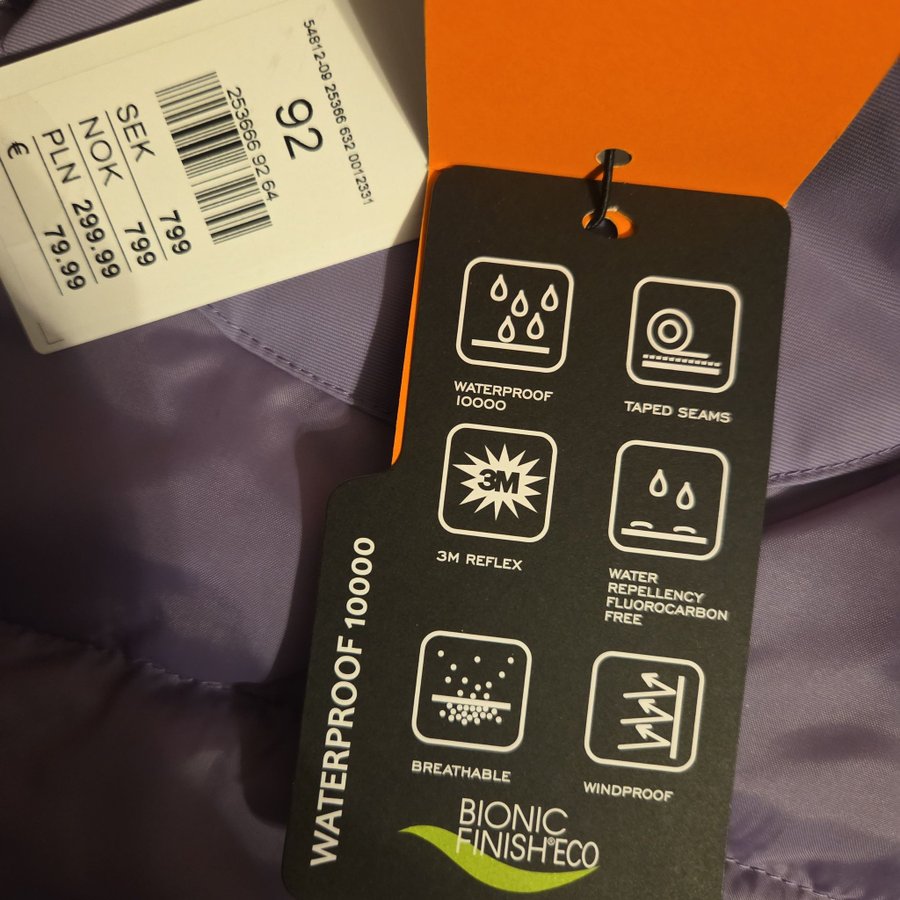 54812-09 25366 632 0012331
92
253666 92 64
SEK 799
NOK 799
PLN 299.99
€ 79.99
WATERPROOF
10000
TAPED SEAMS
3M
3M REFLEX
WATER
REPELLENCY
FLUOROCARBON
FREE
BREATHABLE
WINDPROOF
WATERPROOF 10000
BIONIC
FINISH®ECO